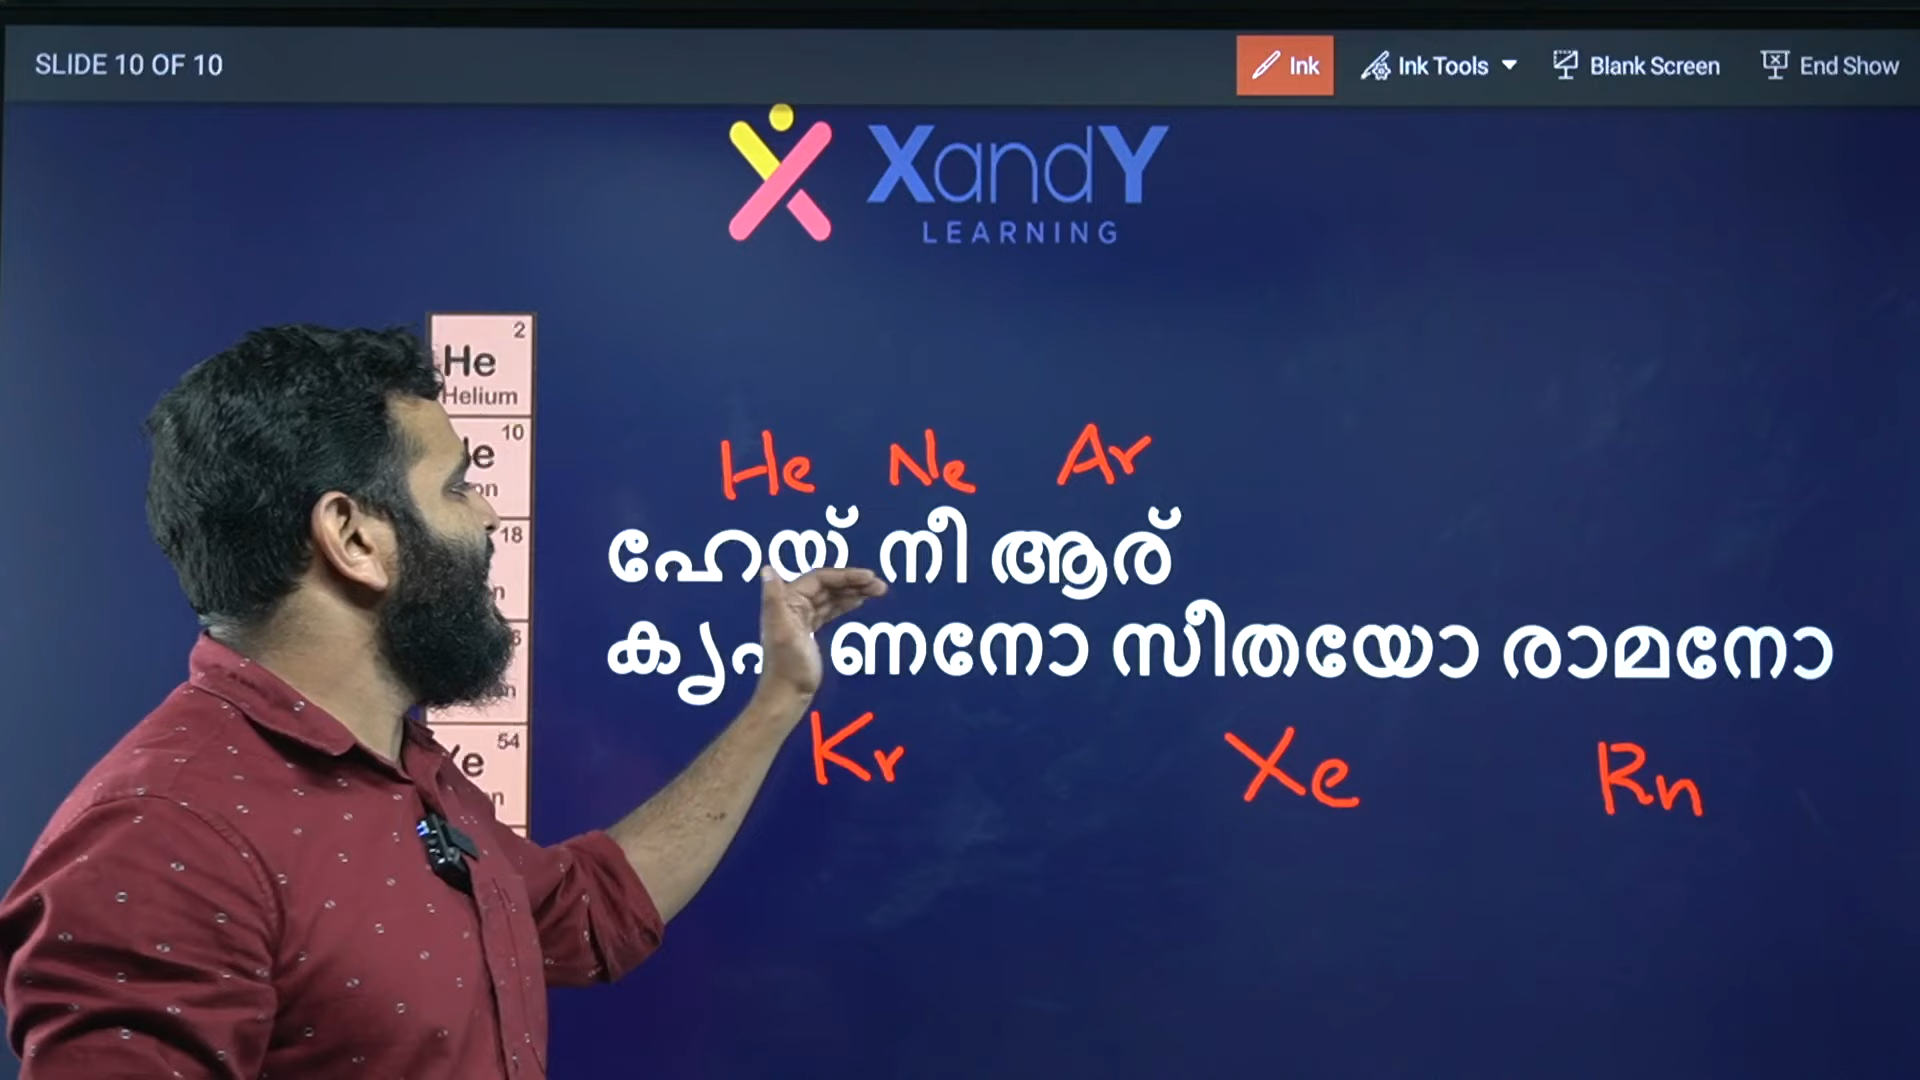 SLIDE 10 OF 10
Ink
Ink Tools
Blank Screen
End Show
XandY
LEARNING
2
He
Helium
10
18
54
He Ne Ar
ഹേയ് നീ ആര്
സീതയോ രാമനോ
Kr Xe Rn